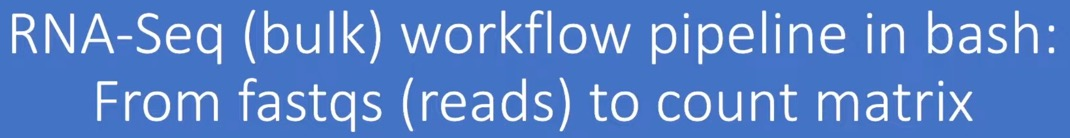 RNA-Seq (bulk) workflow pipeline in bash:
From fastqs (reads) to count matrix